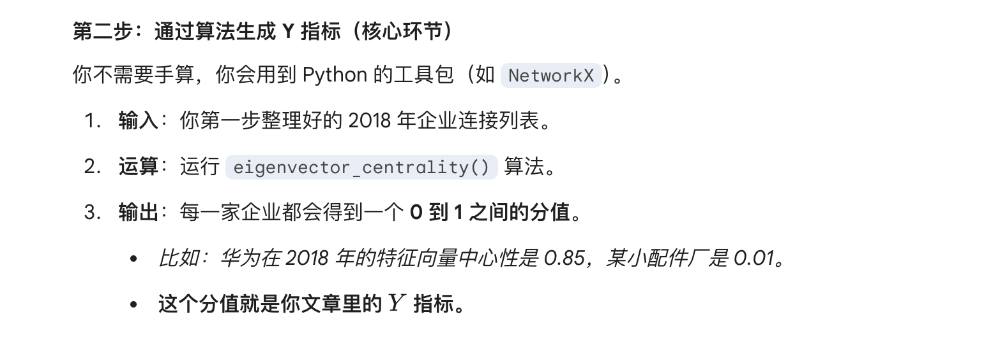 第二步：通过算法生成 Y 指标（核心环节）
你不需要手算，你会用到 Python 的工具包（如 NetworkX）。
1. 输入：你第一步整理好的 2018 年企业连接列表。
2. 运算：运行 eigenvector_centrality() 算法。
3. 输出：每一家企业都会得到一个 0 到 1 之间的分值。
• 比如：华为在 2018 年的特征向量中心性是 0.85，某小配件厂是 0.01。
• 这个分值就是你文章里的 Y 指标。